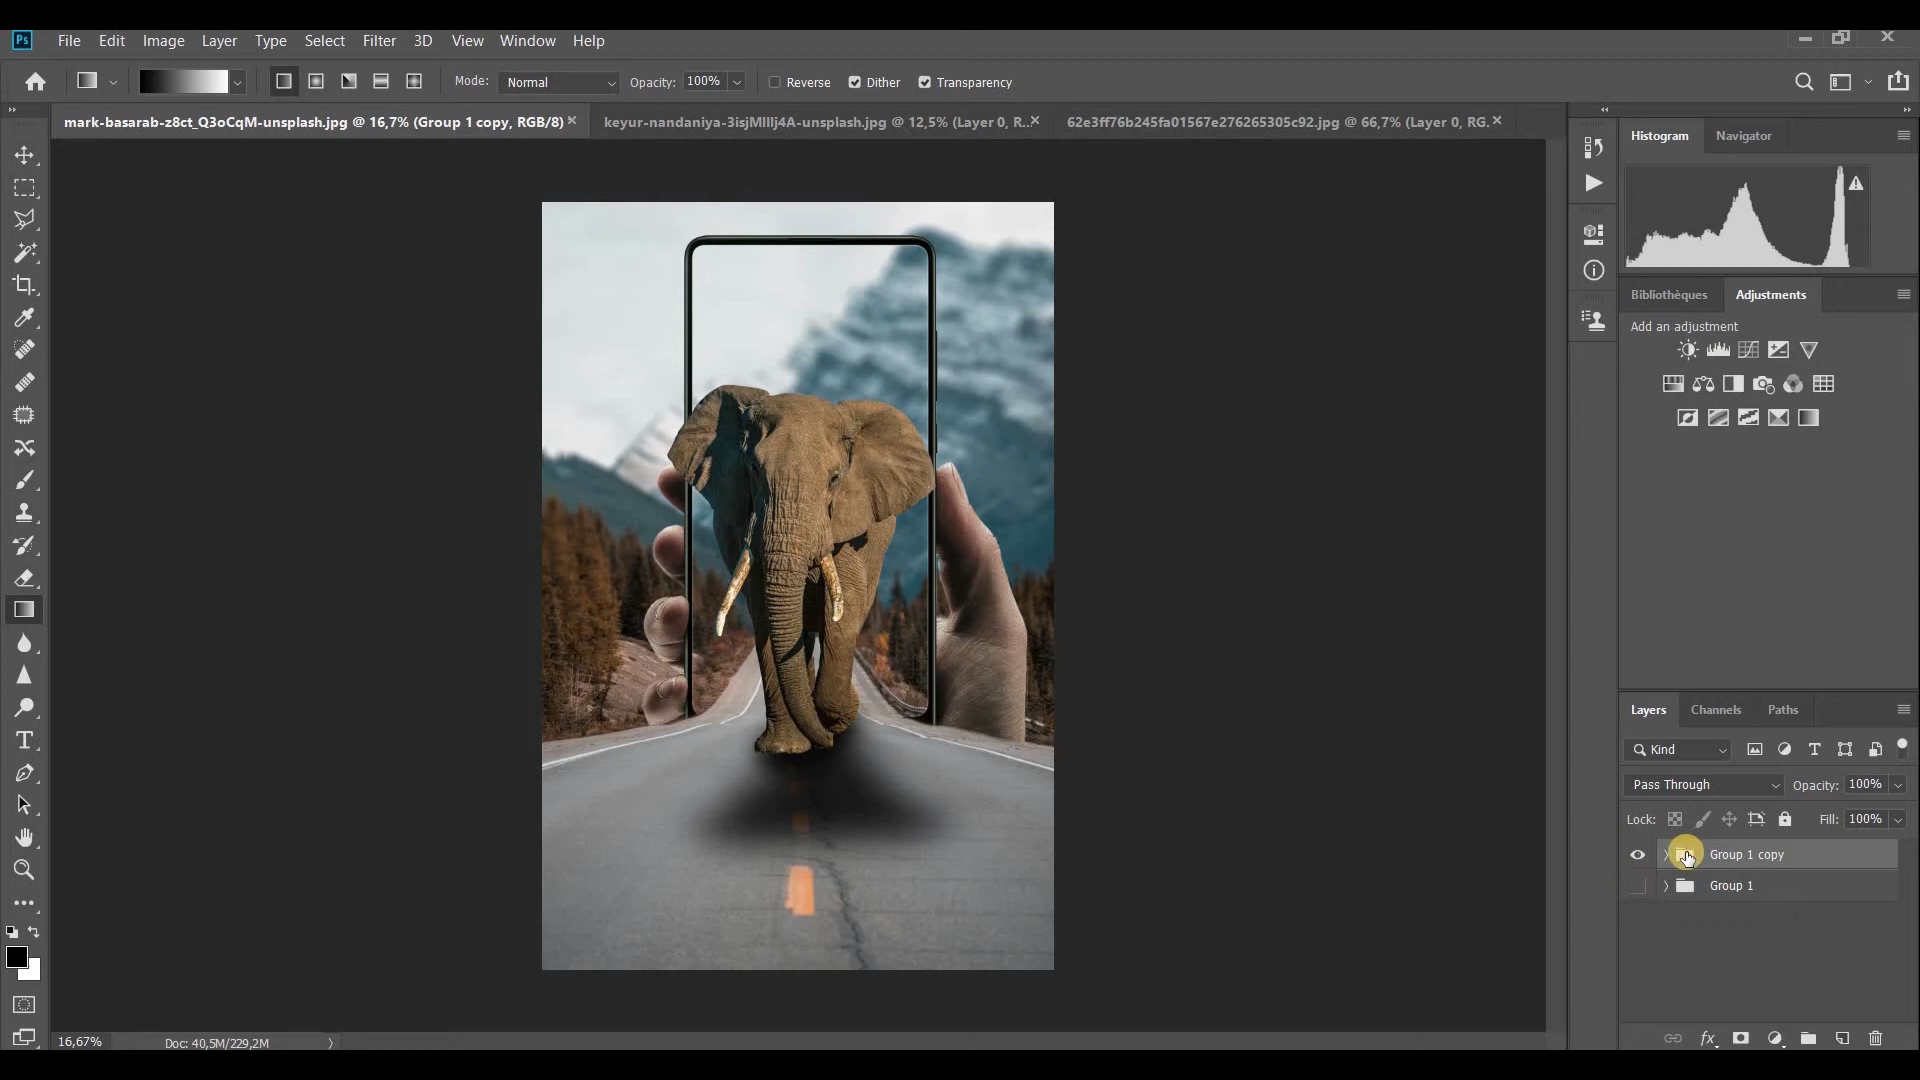 Ps File Edit Image Layer Type Select Filter 3D View Window Help
Mode: Normal Opacity: 100% Reverse Dither Transparency
mark-basarab-z8ct_Q3oCqM-unsplash.jpg @ 16,7% (Group 1 copy, RGB/8) keyur-nandaniya-3isjMlllj4A-unsplash.jpg @ 12,5% (Layer 0, R... 62e3ff76b245fa01567e276265305c92.jpg @ 66,7% (Layer 0, RG.
Histogram Navigator
Bibliothèques Adjustments
Add an adjustment
Layers Channels Paths
Kind
Pass Through Opacity: 100%
Lock: Fill: 100%
Group 1 copy
Group 1
fx
16,67% Doc: 40,5M/229,2M